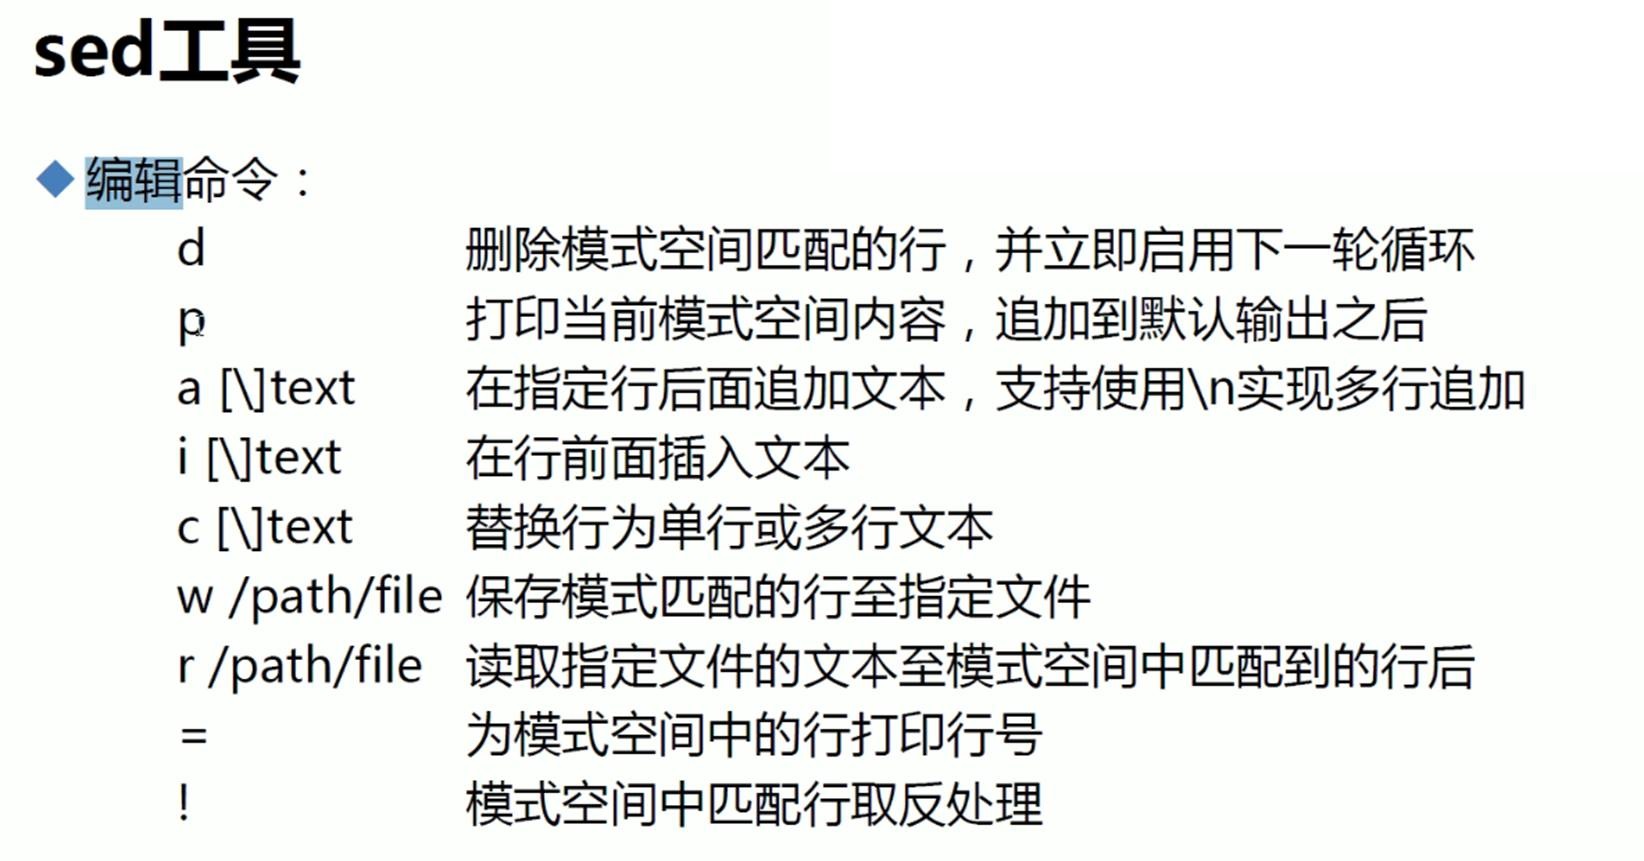 sed工具
编辑命令：
d 删除模式空间匹配的行，并立即启用下一轮循环
p 打印当前模式空间内容，追加到默认输出之后
a [\]text 在指定行后面追加文本，支持使用\n实现多行追加
i [\]text 在行前面插入文本
c [\]text 替换行为单行或多行文本
w /path/file 保存模式匹配的行至指定文件
r /path/file 读取指定文件的文本至模式空间中匹配到的行后
= 为模式空间中的行打印行号
! 模式空间中匹配行取反处理